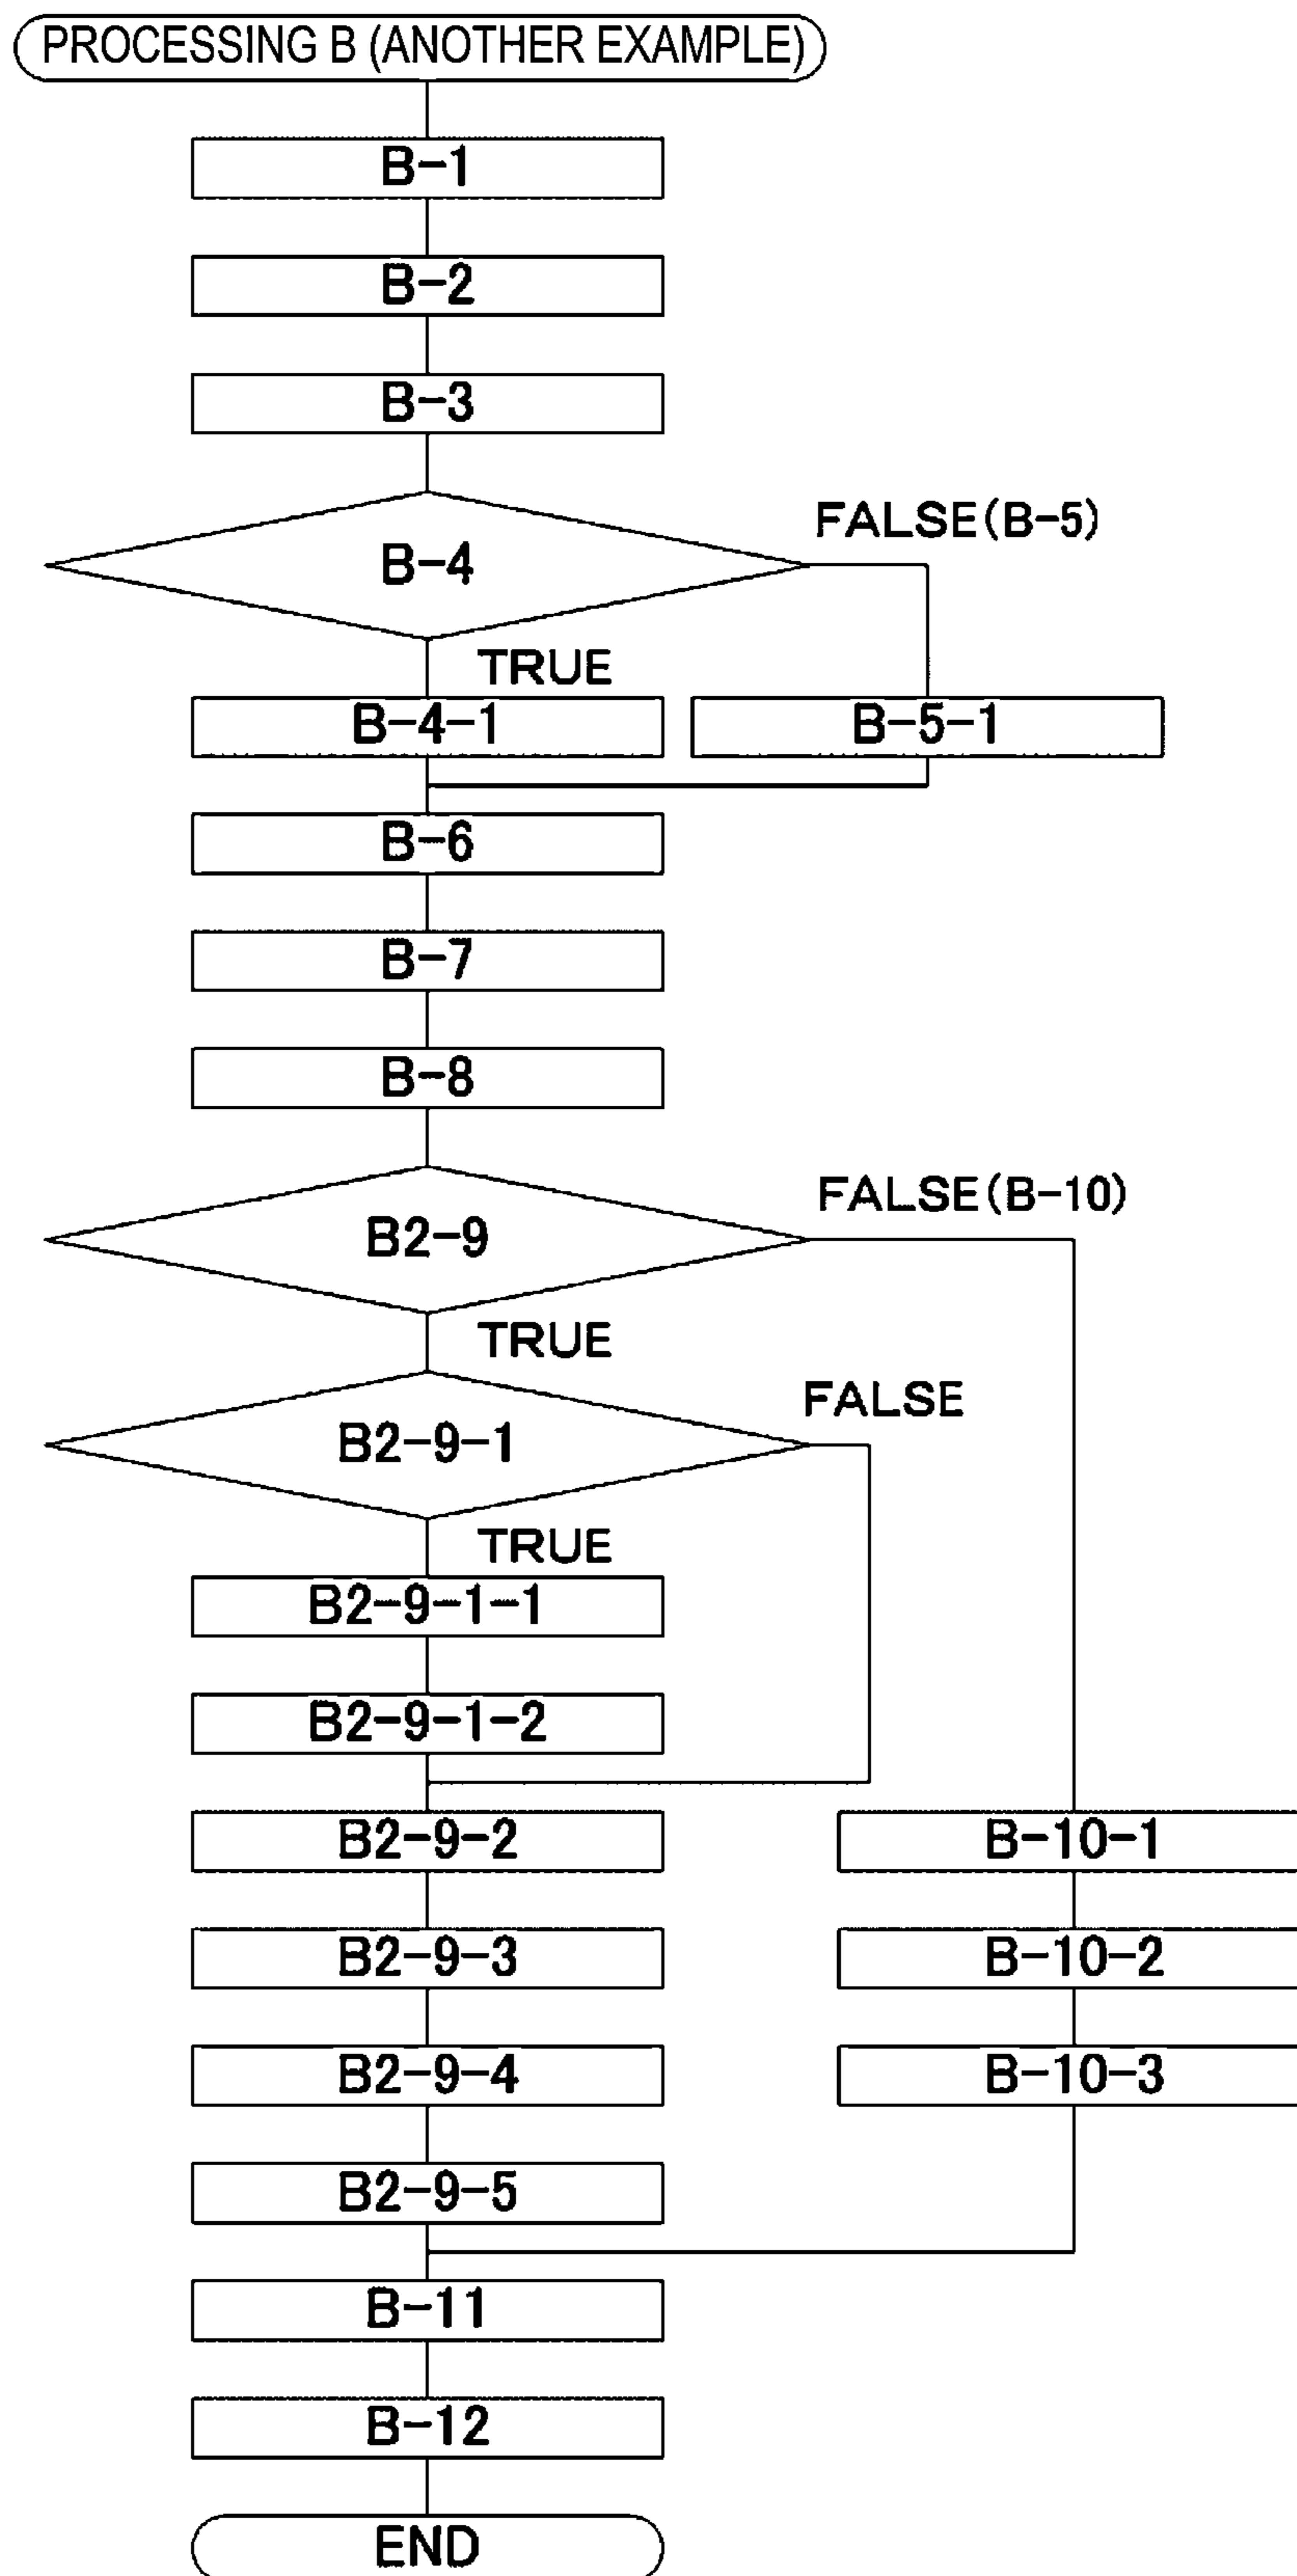 PROCESSING B (ANOTHER EXAMPLE)
B-1
B-2
B-3
FALSE(B-5)
B-4
TRUE
B-4-1
B-5-1
B-6
B-7
B-8
FALSE(B-10)
B2-9
TRUE
FALSE
B2-9-1
TRUE
B2-9-1-1
B2-9-1-2
B2-9-2
B-10-1
B2-9-3
B-10-2
B2-9-4
B-10-3
B2-9-5
B-11
B-12
END